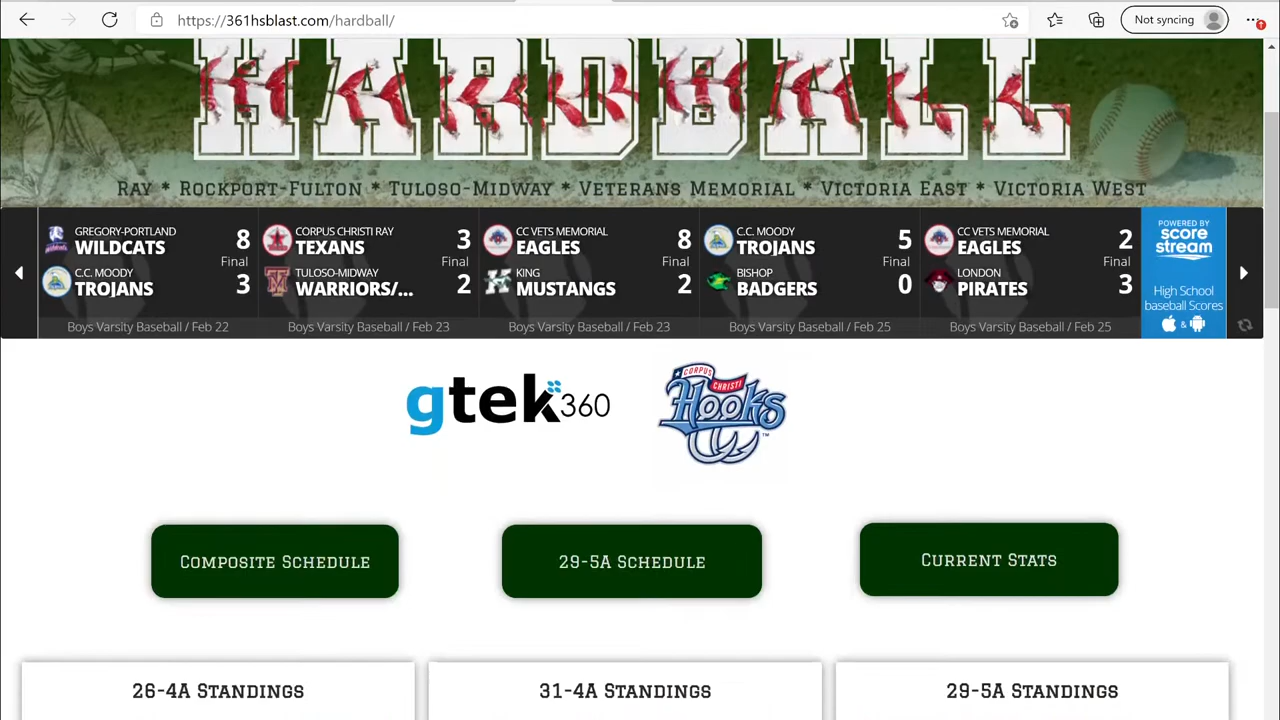 https://361hsblast.com/hardball/
Not syncing
HARDBALL
RAY * ROCKPORT-FULTON * TULOSO-MIDWAY * VETERANS MEMORIAL * VICTORIA EAST * VICTORIA WEST
GREGORY-PORTLAND
WILDCATS 8
Final
C.C. MOODY
TROJANS 3
Boys Varsity Baseball / Feb 22
CORPUS CHRISTI RAY
TEXANS 3
Final
TULOSO-MIDWAY
WARRIORS/... 2
Boys Varsity Baseball / Feb 23
CC VETS MEMORIAL
EAGLES 8
Final
KING
MUSTANGS 2
Boys Varsity Baseball / Feb 23
C.C. MOODY
TROJANS 5
Final
BISHOP
BADGERS 0
Boys Varsity Baseball / Feb 25
CC VETS MEMORIAL
EAGLES 2
Final
LONDON
PIRATES 3
Boys Varsity Baseball / Feb 25
POWERED BY
score
stream
High School
baseball Scores
&
gtek360
CORPUS CHRISTI
Hooks
TM
COMPOSITE SCHEDULE
29-5A SCHEDULE
CURRENT STATS
26-4A STANDINGS
31-4A STANDINGS
29-5A STANDINGS